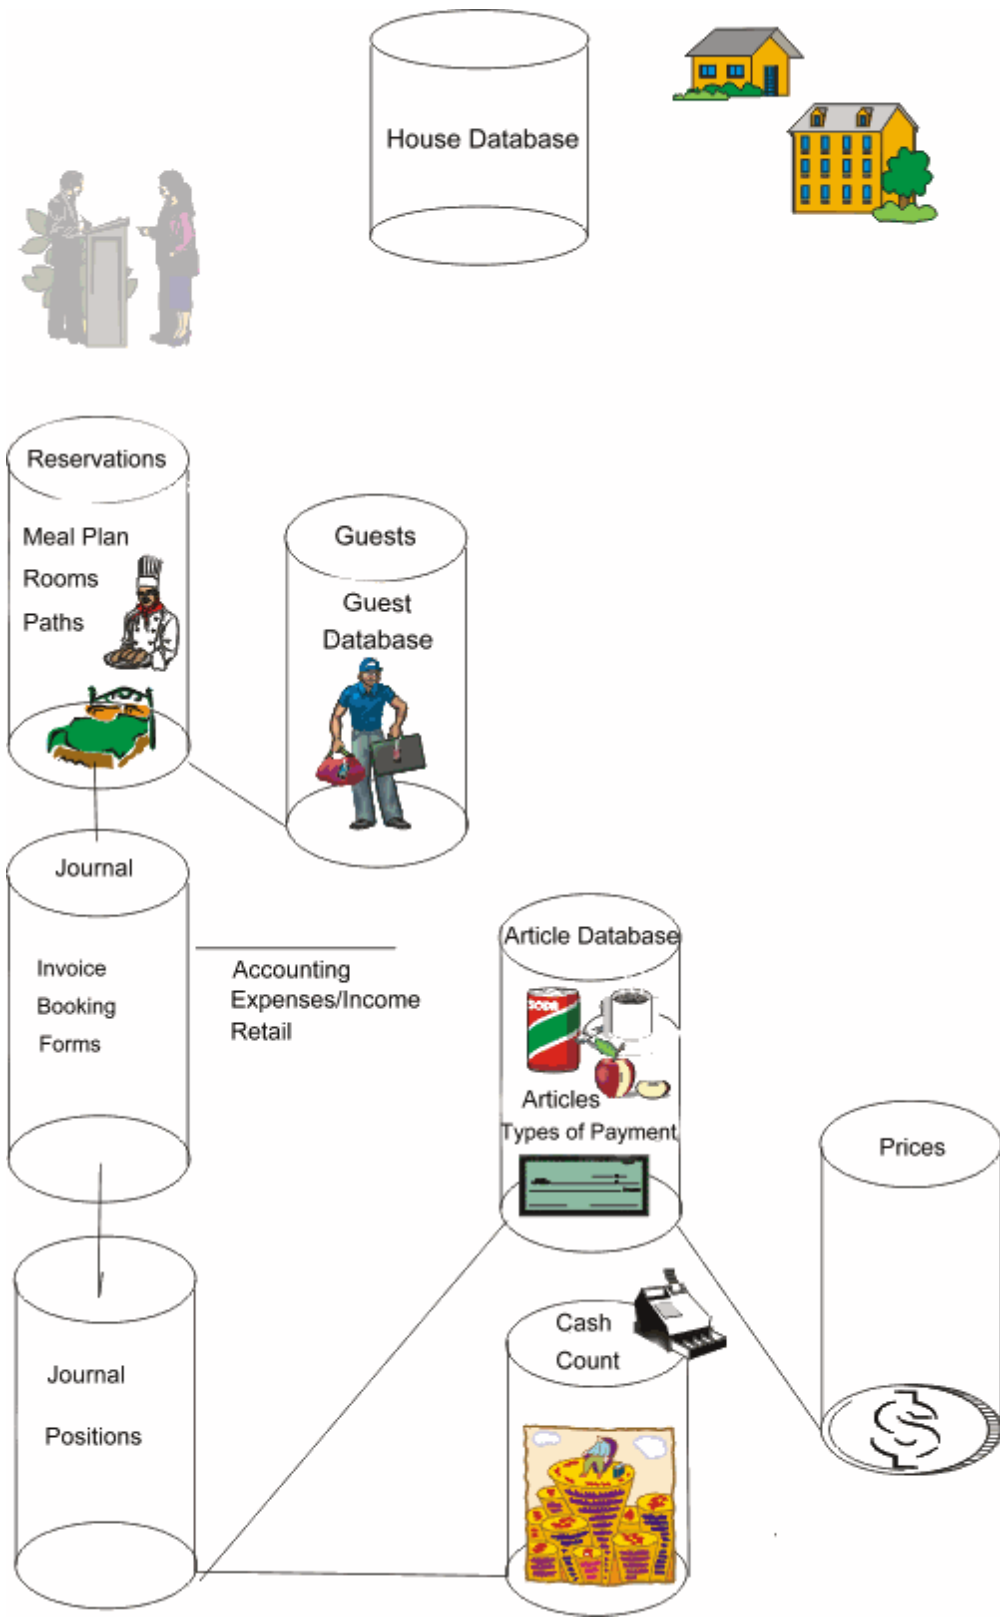 House Database
Reservations
Meal Plan
Rooms
Paths
Guests
Guest
Database
Journal
Invoice
Booking
Forms
Accounting
Expenses/Income
Retail
Article Database
SODA
Articles
Types of Payment
Prices
Cash
Count
Journal
Positions
$